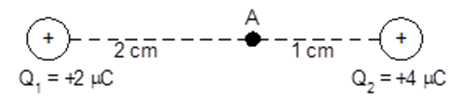 A
+ +
2 cm 1 cm
Q₁ = +2 μC Q₂ = +4 μC